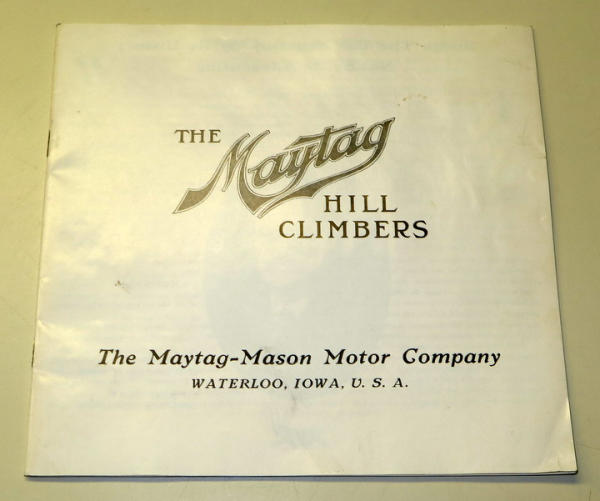 THE Maytag
HILL
CLIMBERS
The Maytag-Mason Motor Company
WATERLOO, IOWA, U. S. A.